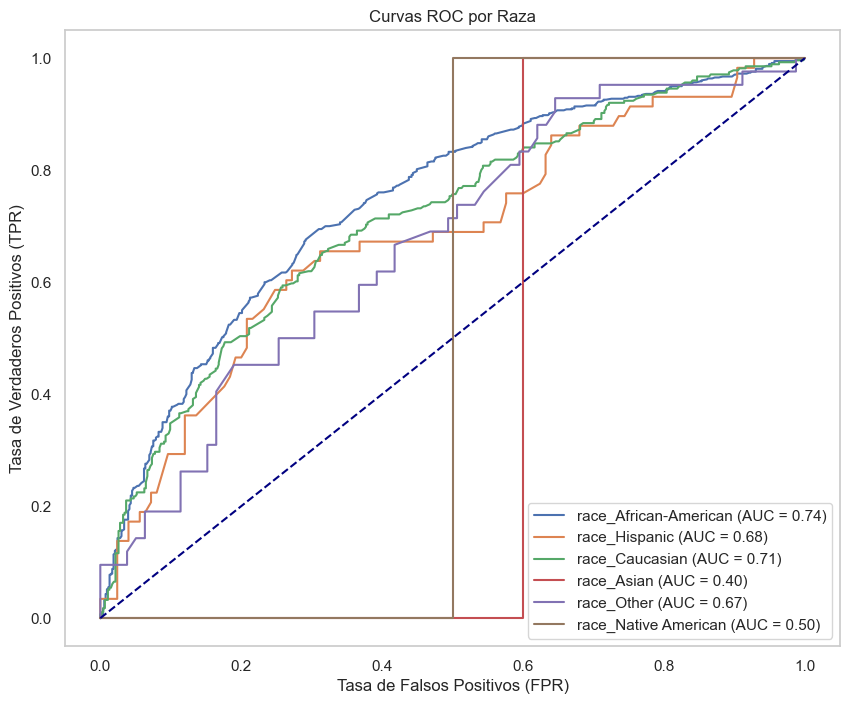 Curvas ROC por Raza
Tasa de Verdaderos Positivos (TPR)
1.0
0.8
0.6
0.4
0.2
0.0
0.0 0.2 0.4 0.6 0.8 1.0
Tasa de Falsos Positivos (FPR)
race_African-American (AUC = 0.74)
race_Hispanic (AUC = 0.68)
race_Caucasian (AUC = 0.71)
race_Asian (AUC = 0.40)
race_Other (AUC = 0.67)
race_Native American (AUC = 0.50)